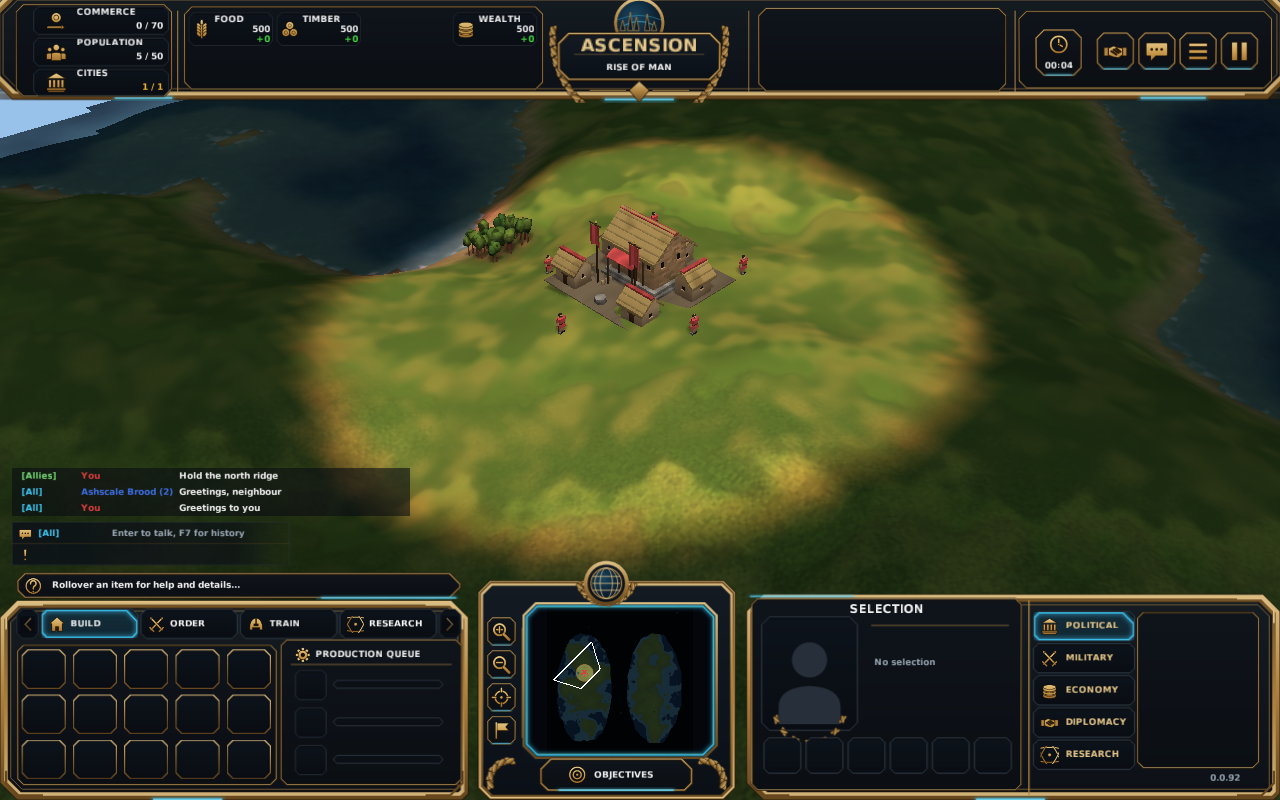 COMMERCE
0 / 70
POPULATION
5 / 50
CITIES
1 / 1
FOOD
500
+0
TIMBER
500
+0
WEALTH
500
+0
ASCENSION
RISE OF MAN
00:04
[Allies] You Hold the north ridge
[All] Ashscale Brood (2) Greetings, neighbour
[All] You Greetings to you
[All] Enter to talk, F7 for history
!
Rollover an item for help and details...
BUILD
ORDER
TRAIN
RESEARCH
PRODUCTION QUEUE
OBJECTIVES
SELECTION
No selection
POLITICAL
MILITARY
ECONOMY
DIPLOMACY
RESEARCH
0.0.92